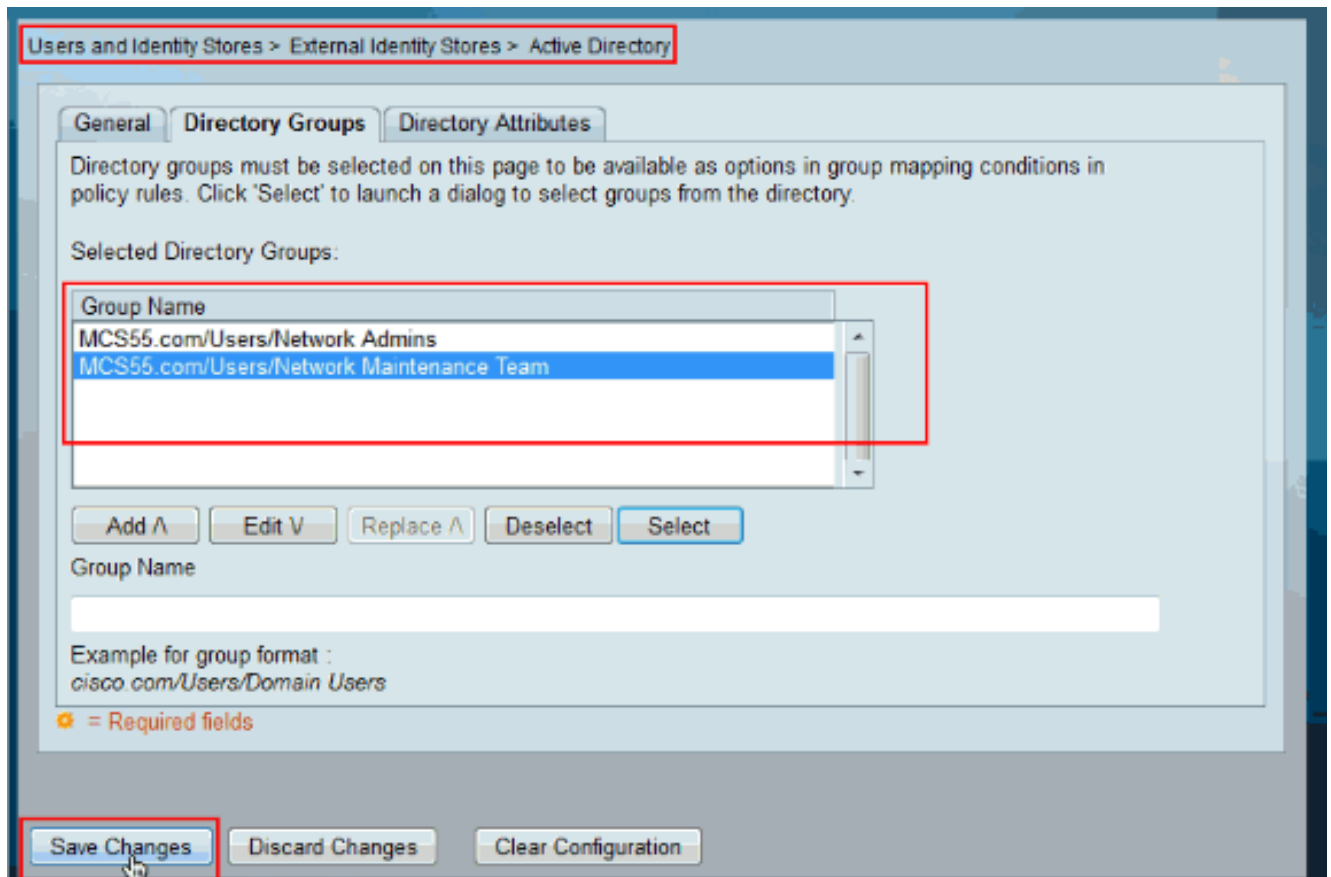 Users and Identity Stores > External Identity Stores > Active Directory
General Directory Groups Directory Attributes
Directory groups must be selected on this page to be available as options in group mapping conditions in
policy rules. Click 'Select' to launch a dialog to select groups from the directory.
Selected Directory Groups:
Group Name
MCS55.com/Users/Network Admins
MCS55.com/Users/Network Maintenance Team
Add /\ Edit \/ Replace /\ Deselect Select
Group Name
Example for group format :
cisco.com/Users/Domain Users
= Required fields
Save Changes Discard Changes Clear Configuration